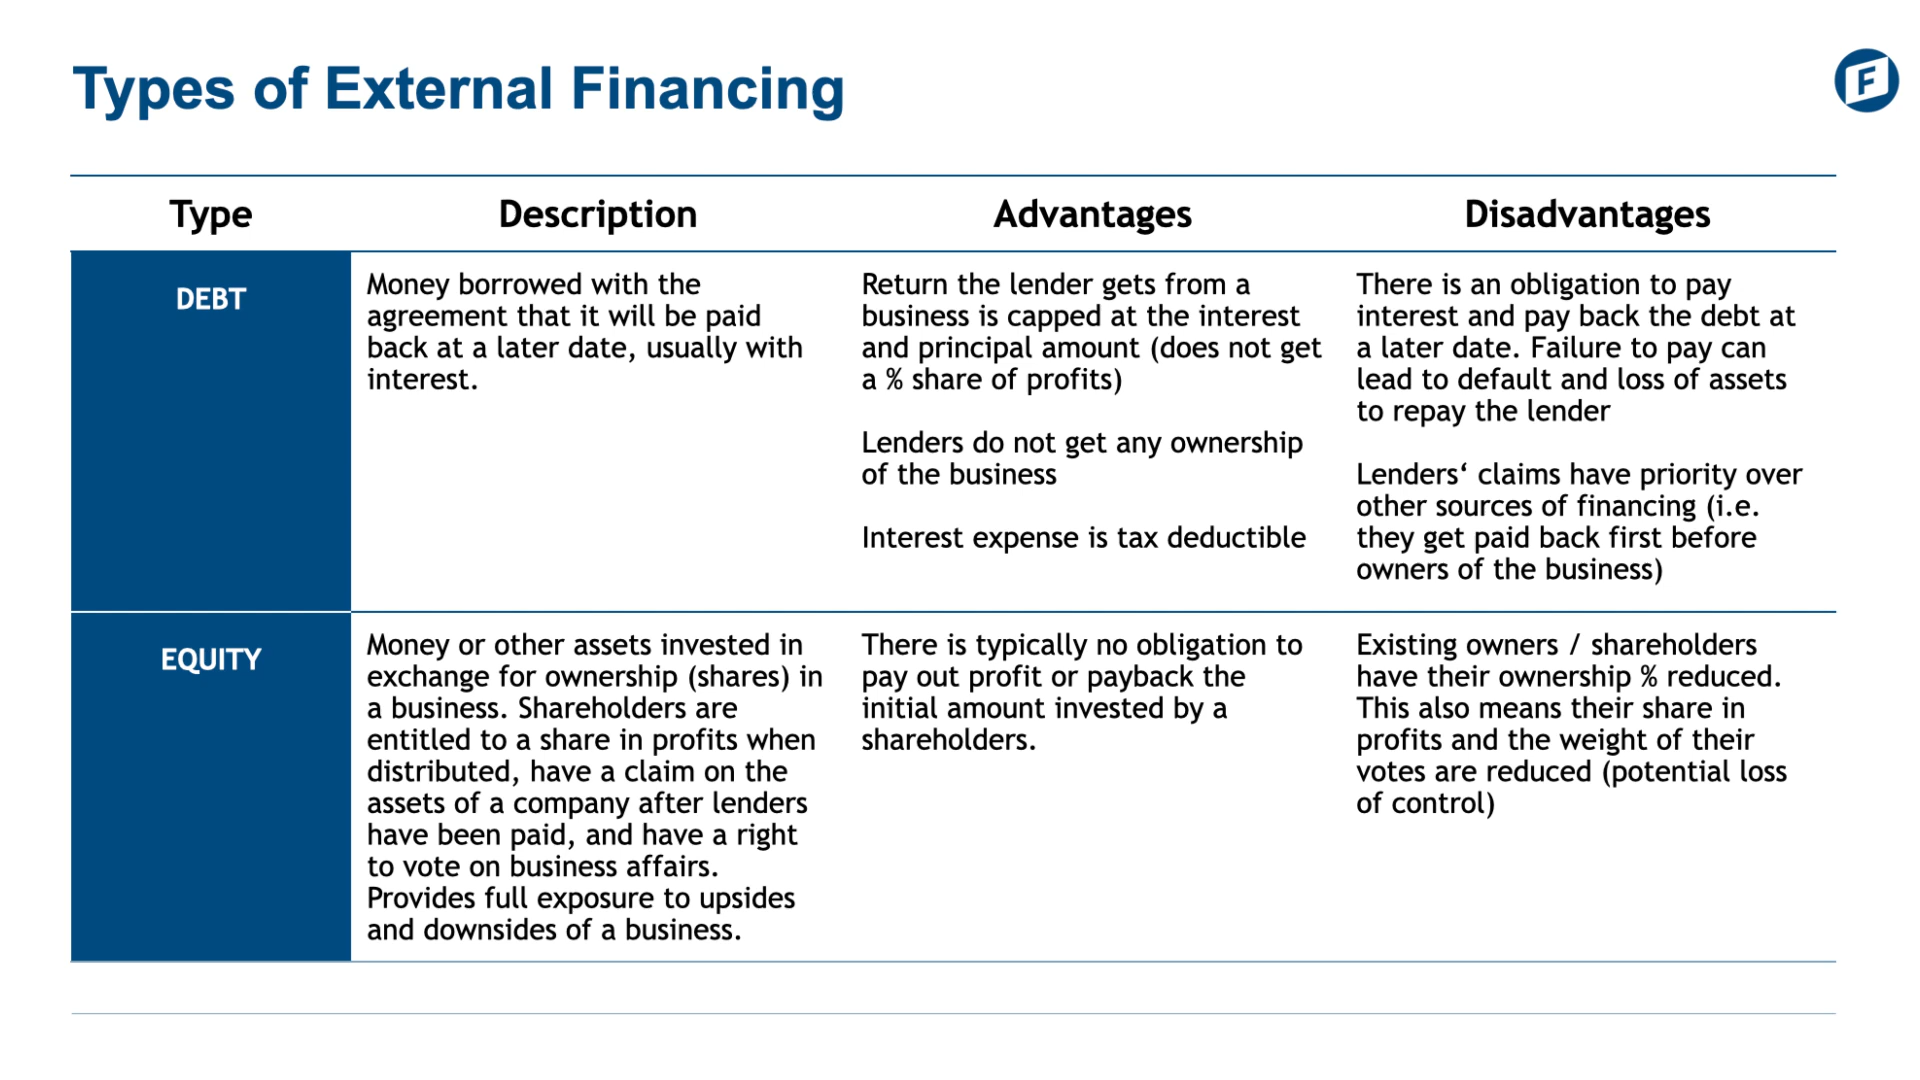 Types of External Financing
F
Type
Description
Advantages
Disadvantages
DEBT
Money borrowed with the
agreement that it will be paid
back at a later date, usually with
interest.
Return the lender gets from a
business is capped at the interest
and principal amount (does not get
a % share of profits)
Lenders do not get any ownership
of the business
Interest expense is tax deductible
There is an obligation to pay
interest and pay back the debt at
a later date. Failure to pay can
lead to default and loss of assets
to repay the lender
Lenders‘ claims have priority over
other sources of financing (i.e.
they get paid back first before
owners of the business)
EQUITY
Money or other assets invested in
exchange for ownership (shares) in
a business. Shareholders are
entitled to a share in profits when
distributed, have a claim on the
assets of a company after lenders
have been paid, and have a right
to vote on business affairs.
Provides full exposure to upsides
and downsides of a business.
There is typically no obligation to
pay out profit or payback the
initial amount invested by a
shareholders.
Existing owners / shareholders
have their ownership % reduced.
This also means their share in
profits and the weight of their
votes are reduced (potential loss
of control)